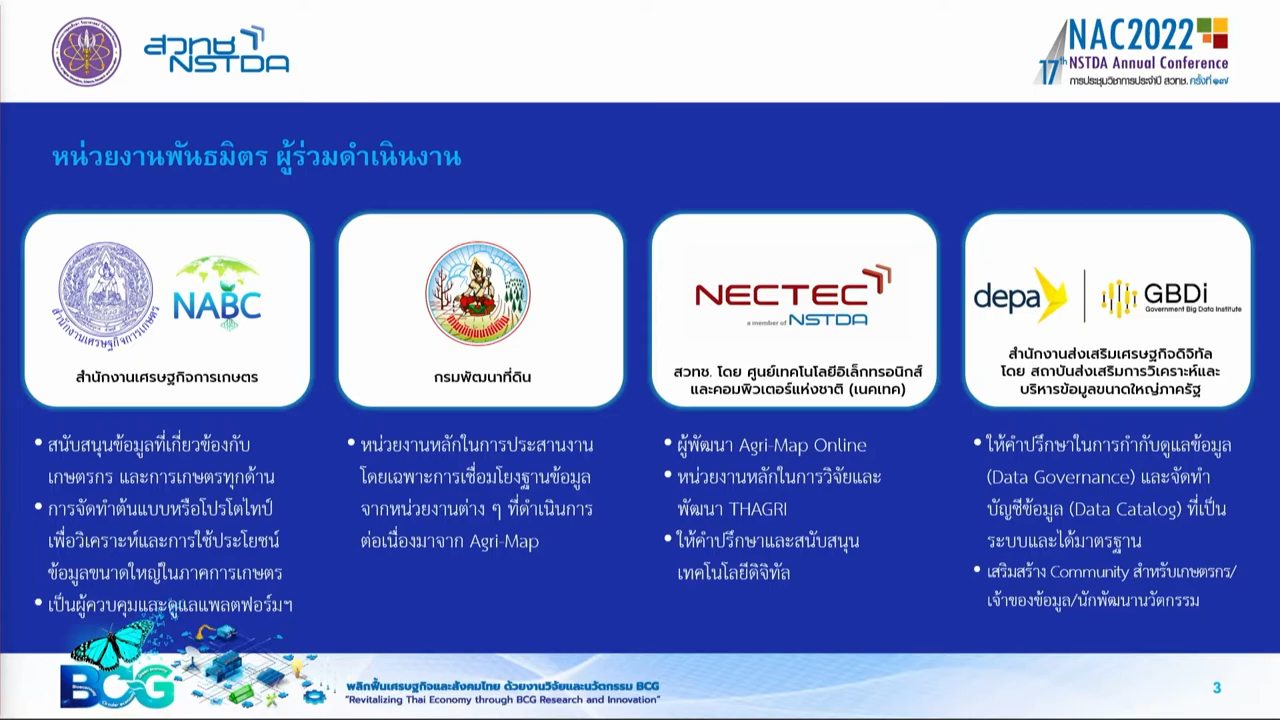 สวทช
NSTDA
NAC2022
17th NSTDA Annual Conference
การประชุมวิชาการประจำปี สวทช. ครั้งที่ ๑๗
หน่วยงานพันธมิตร ผู้ร่วมดำเนินงาน
สำนักงานเศรษฐกิจการเกษตร
NABC
สำนักงานเศรษฐกิจการเกษตร
กรมพัฒนาที่ดิน
กรมพัฒนาที่ดิน
NECTEC
a member of NSTDA
สวทช. โดย ศูนย์เทคโนโลยีอิเล็กทรอนิกส์
และคอมพิวเตอร์แห่งชาติ (เนคเทค)
depa
GBDi
Government Big Data Institute
สำนักงานส่งเสริมเศรษฐกิจดิจิทัล
โดย สถาบันส่งเสริมการวิเคราะห์และ
บริหารข้อมูลขนาดใหญ่ภาครัฐ
• สนับสนุนข้อมูลที่เกี่ยวข้องกับ
เกษตรกร และการเกษตรทุกด้าน
• การจัดทำต้นแบบหรือโปรโตไทป์
เพื่อวิเคราะห์และการใช้ประโยชน์
ข้อมูลขนาดใหญ่ในภาคการเกษตร
• เป็นผู้ควบคุมและดูแลแพลตฟอร์มฯ
• หน่วยงานหลักในการประสานงาน
โดยเฉพาะการเชื่อมโยงฐานข้อมูล
จากหน่วยงานต่าง ๆ ที่ดำเนินการ
ต่อเนื่องมาจาก Agri-Map
• ผู้พัฒนา Agri-Map Online
• หน่วยงานหลักในการวิจัยและ
พัฒนา THAGRI
• ให้คำปรึกษาและสนับสนุน
เทคโนโลยีดิจิทัล
• ให้คำปรึกษาในการกำกับดูแลข้อมูล
(Data Governance) และจัดทำ
บัญชีข้อมูล (Data Catalog) ที่เป็น
ระบบและได้มาตรฐาน
• เสริมสร้าง Community สำหรับเกษตรกร/
เจ้าของข้อมูล/นักพัฒนานวัตกรรม
BCG
พลิกฟื้นเศรษฐกิจและสังคมไทย ด้วยงานวิจัยและนวัตกรรม BCG
"Revitalizing Thai Economy through BCG Research and Innovation"
3